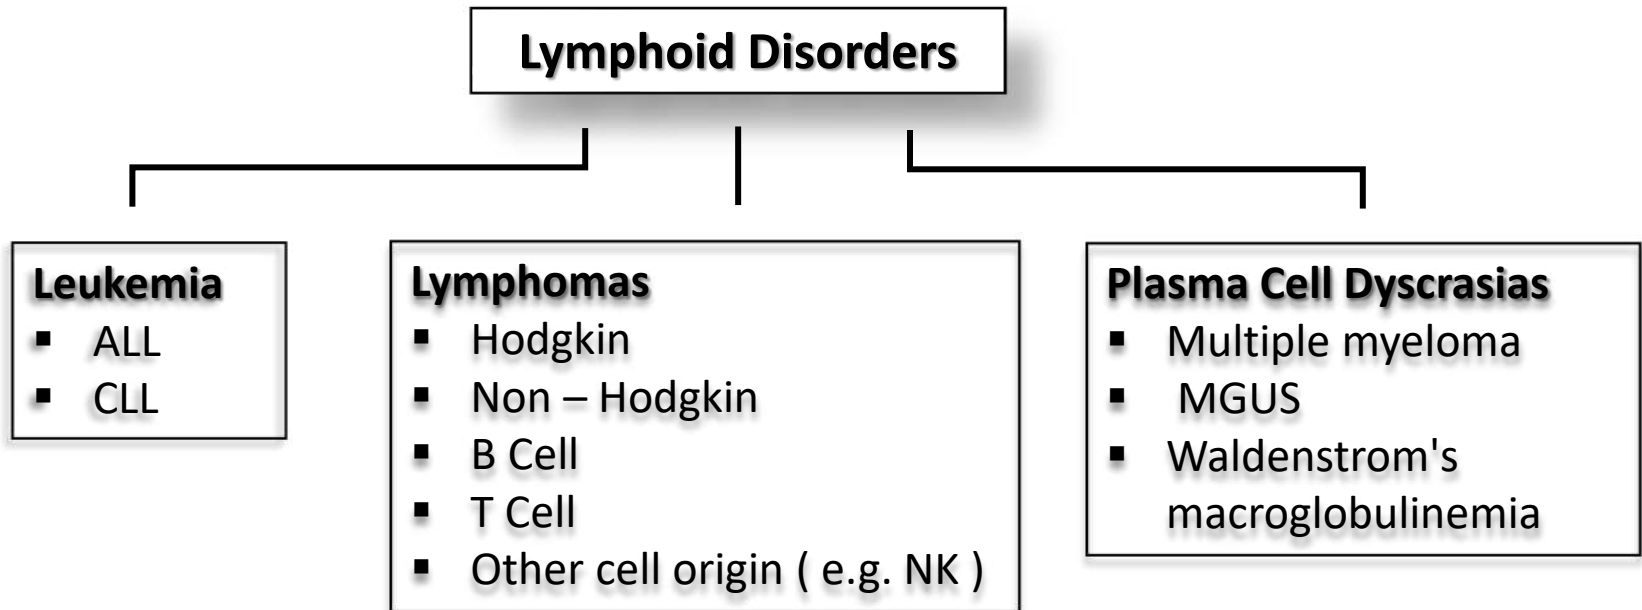 Lymphoid Disorders
Leukemia
▪ ALL
▪ CLL
Lymphomas
▪ Hodgkin
▪ Non – Hodgkin
▪ B Cell
▪ T Cell
▪ Other cell origin ( e.g. NK )
Plasma Cell Dyscrasias
▪ Multiple myeloma
▪ MGUS
▪ Waldenstrom's
macroglobulinemia